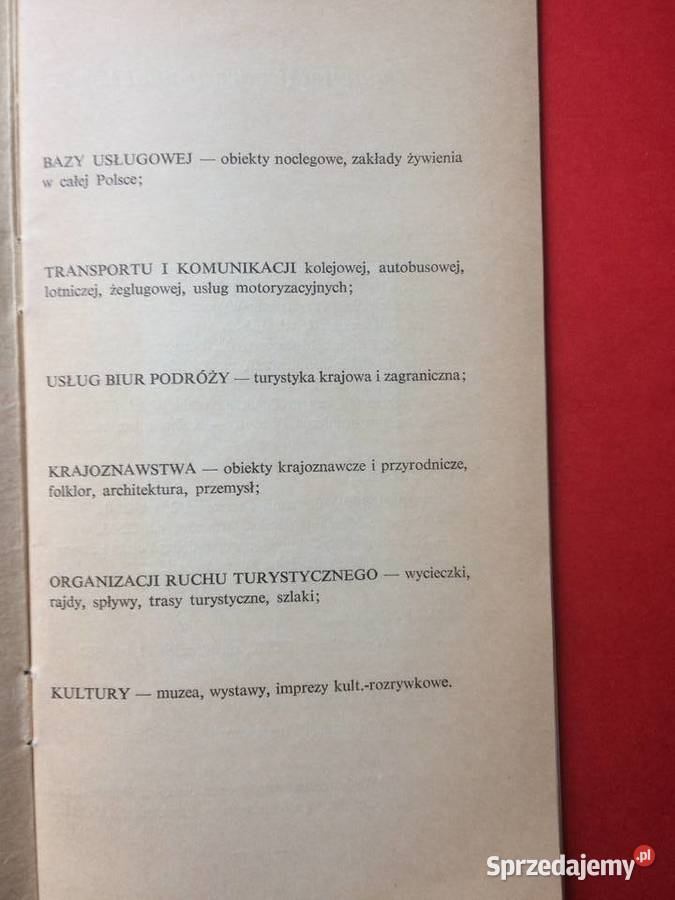 BAZY USŁUGOWEJ — obiekty noclegowe, zakłady żywienia
w całej Polsce;
TRANSPORTU I KOMUNIKACJI kolejowej, autobusowej,
lotniczej, żeglugowej, usług motoryzacyjnych;
USŁUG BIUR PODRÓŻY — turystyka krajowa i zagraniczna;
KRAJOZNAWSTWA — obiekty krajoznawcze i przyrodnicze,
folklor, architektura, przemysł;
ORGANIZACJI RUCHU TURYSTYCZNEGO — wycieczki,
rajdy, spływy, trasy turystyczne, szlaki;
KULTURY — muzea, wystawy, imprezy kult.-rozrywkowe.
Sprzedajemy.pl